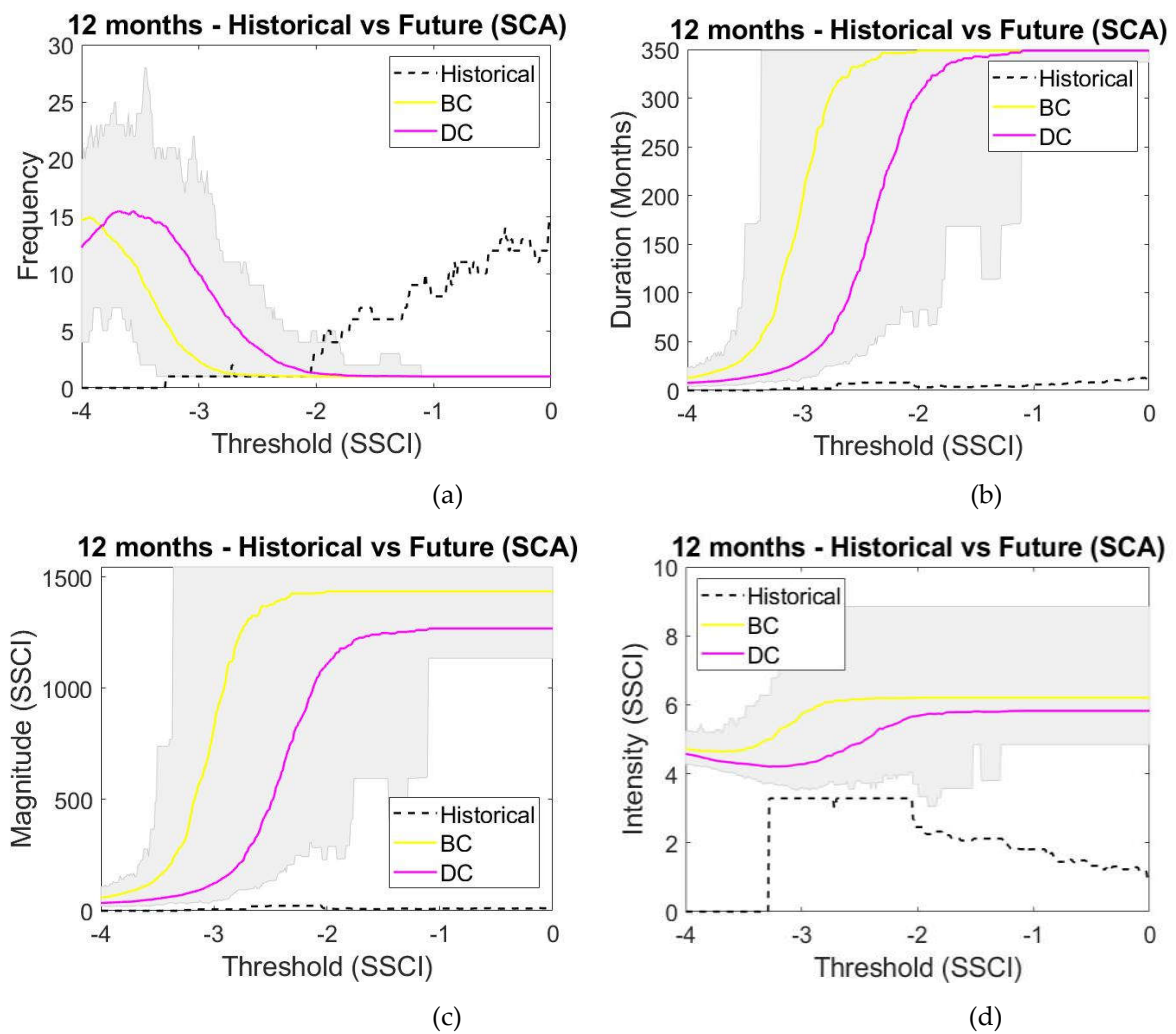 12 months - Historical vs Future (SCA)
30
25
20
15
10
5
0
Frequency
-4
-3
-2
-1
0
Threshold (SSCI)
Historical
BC
DC
(a)
12 months - Historical vs Future (SCA)
350
300
250
200
150
100
50
0
Duration (Months)
-4
-3
-2
-1
0
Threshold (SSCI)
Historical
BC
DC
(b)
12 months - Historical vs Future (SCA)
1500
1000
500
0
Magnitude (SSCI)
-4
-3
-2
-1
0
Threshold (SSCI)
Historical
BC
DC
(c)
12 months - Historical vs Future (SCA)
10
8
6
4
2
0
Intensity (SSCI)
-4
-3
-2
-1
0
Threshold (SSCI)
Historical
BC
DC
(d)